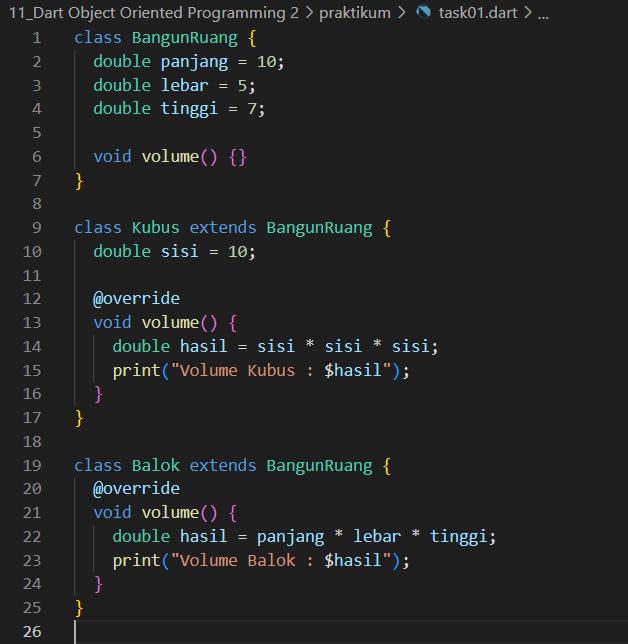 11_Dart Object Oriented Programming 2 > praktikum > task01.dart > ...
1 class BangunRuang {
2   double panjang = 10;
3   double lebar = 5;
4   double tinggi = 7;
5
6   void volume() {}
7 }
8
9 class Kubus extends BangunRuang {
10   double sisi = 10;
11
12   @override
13   void volume() {
14     double hasil = sisi * sisi * sisi;
15     print("Volume Kubus : $hasil");
16   }
17 }
18
19 class Balok extends BangunRuang {
20   @override
21   void volume() {
22     double hasil = panjang * lebar * tinggi;
23     print("Volume Balok : $hasil");
24   }
25 }
26